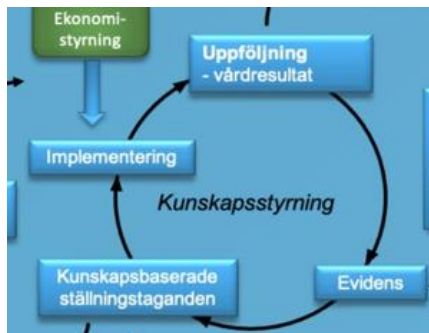 Ekonomi-
styrning
Uppföljning
- vårdresultat
Implementering
Kunskapsstyrning
Kunskapsbaserade
ställningstaganden
Evidens